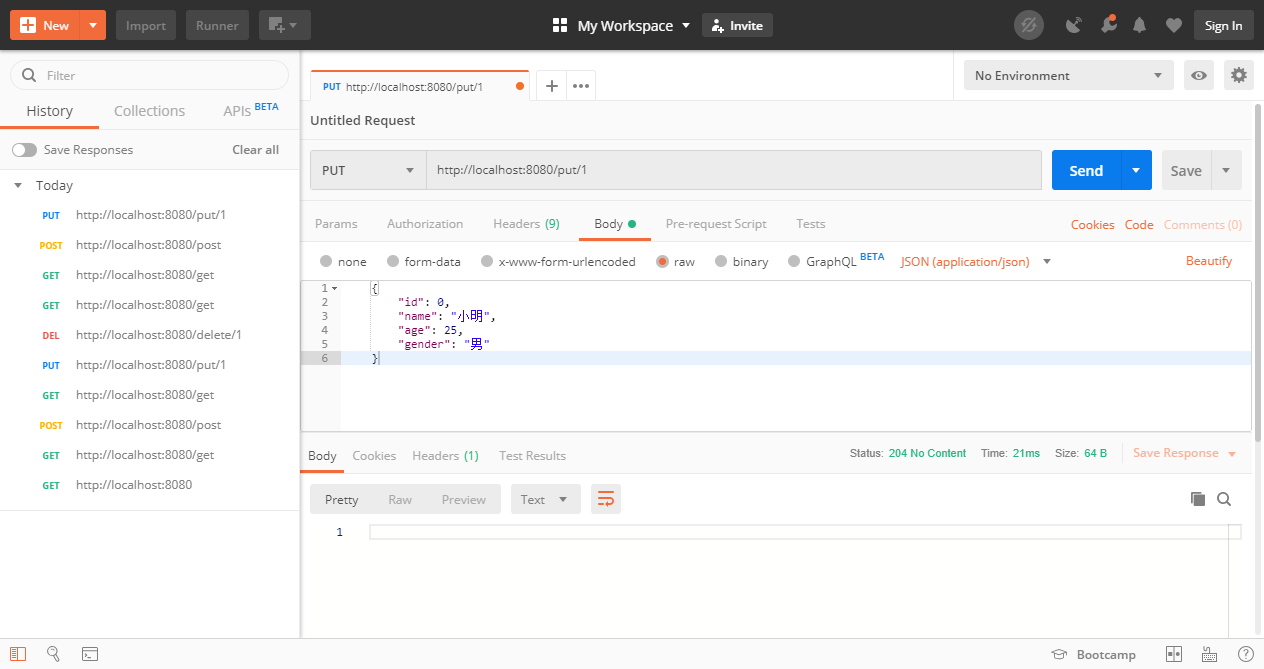 New Import Runner My Workspace Invite Sign In
Filter
History Collections APIs BETA
Save Responses Clear all
Today
PUT http://localhost:8080/put/1
POST http://localhost:8080/post
GET http://localhost:8080/get
GET http://localhost:8080/get
DEL http://localhost:8080/delete/1
PUT http://localhost:8080/put/1
GET http://localhost:8080/get
POST http://localhost:8080/post
GET http://localhost:8080/get
GET http://localhost:8080
PUT http://localhost:8080/put/1 No Environment
Untitled Request
PUT http://localhost:8080/put/1 Send Save
Params Authorization Headers (9) Body Pre-request Script Tests Cookies Code Comments (0)
none form-data x-www-form-urlencoded raw binary GraphQL BETA JSON (application/json) Beautify
1 {
2 "id": 0,
3 "name": "小明",
4 "age": 25,
5 "gender": "男"
6 }
Body Cookies Headers (1) Test Results Status: 204 No Content Time: 21ms Size: 64 B Save Response
Pretty Raw Preview Text
1
Bootcamp